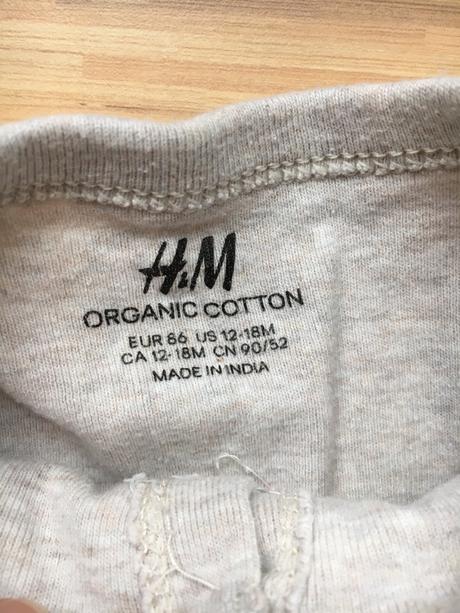 H&M
ORGANIC COTTON
EUR 86 US 12-18M
CA 12-18M CN 90/52
MADE IN INDIA